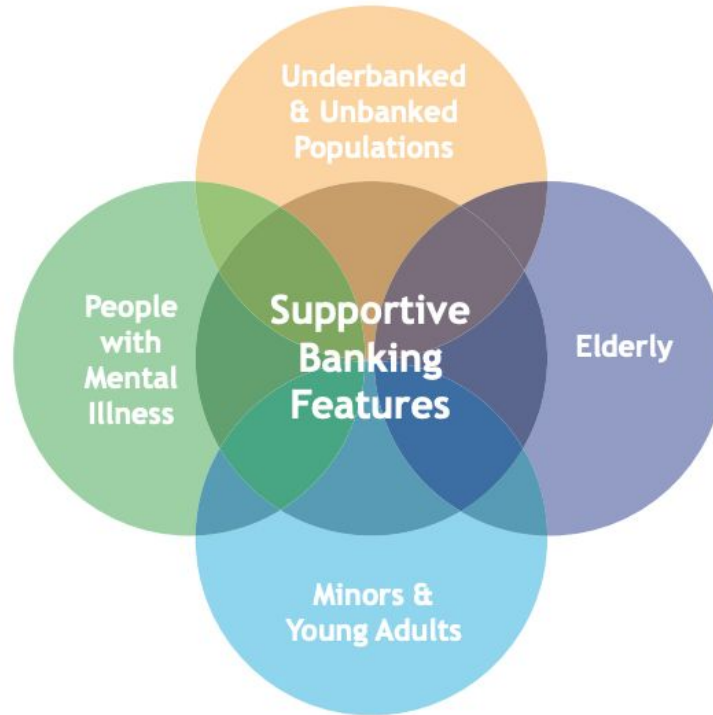 Underbanked
& Unbanked
Populations
People
with
Mental
Illness
Supportive
Banking
Features
Elderly
Minors &
Young Adults